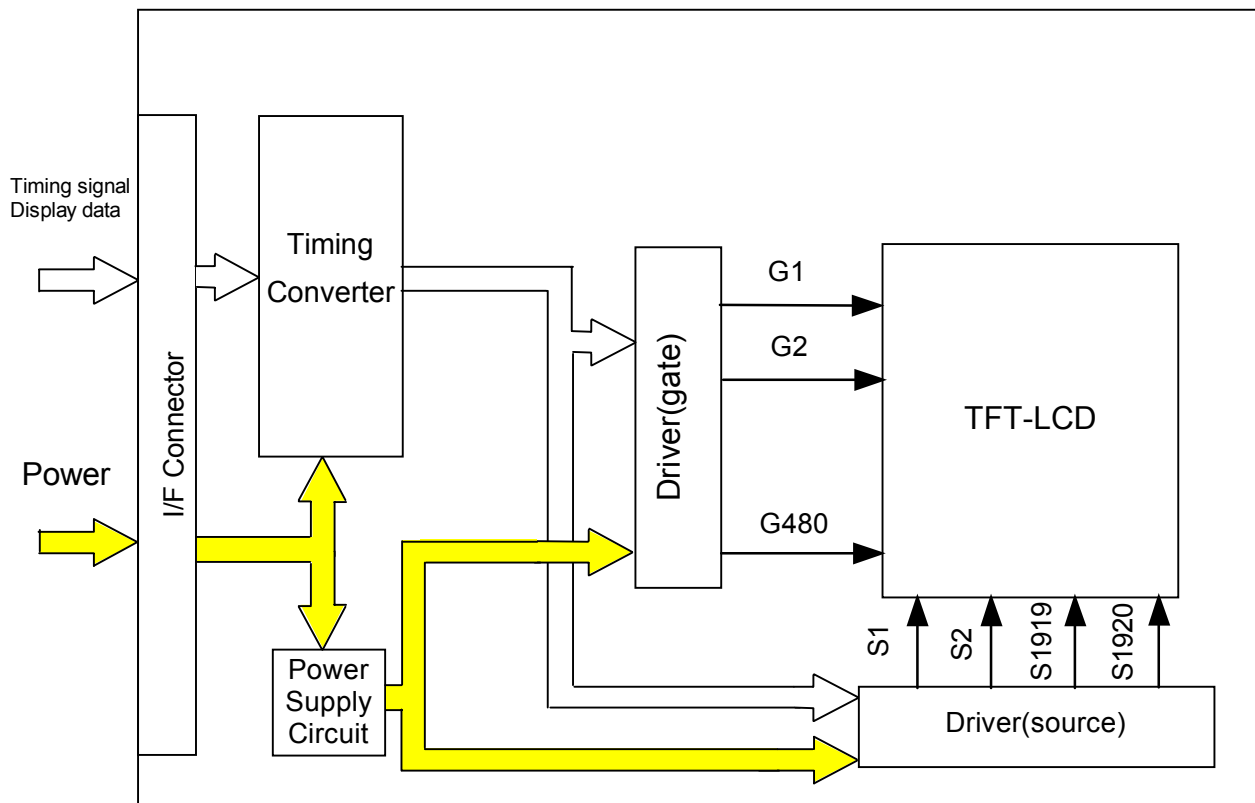 Timing signal
Display data
Power
I/F Connector
Timing
Converter
Power
Supply
Circuit
Driver(gate)
G1
G2
G480
TFT-LCD
S1
S2
S1919
S1920
Driver(source)